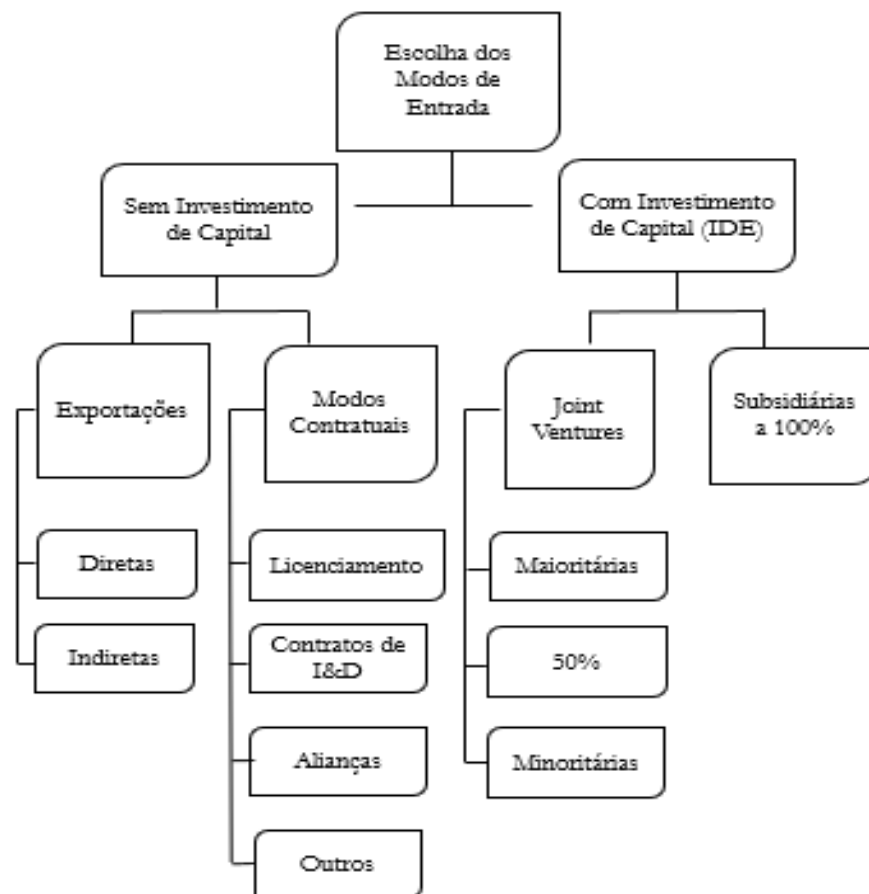 Escolha dos
Modos de
Entrada
Sem Investimento
de Capital
Com Investimento
de Capital (IDE)
Exportações
Modos
Contratuais
Joint
Ventures
Subsidiárias
a 100%
Diretas
Licenciamento
Maioritárias
Indiretas
Contratos de
I&D
50%
Alianças
Minoritárias
Outros